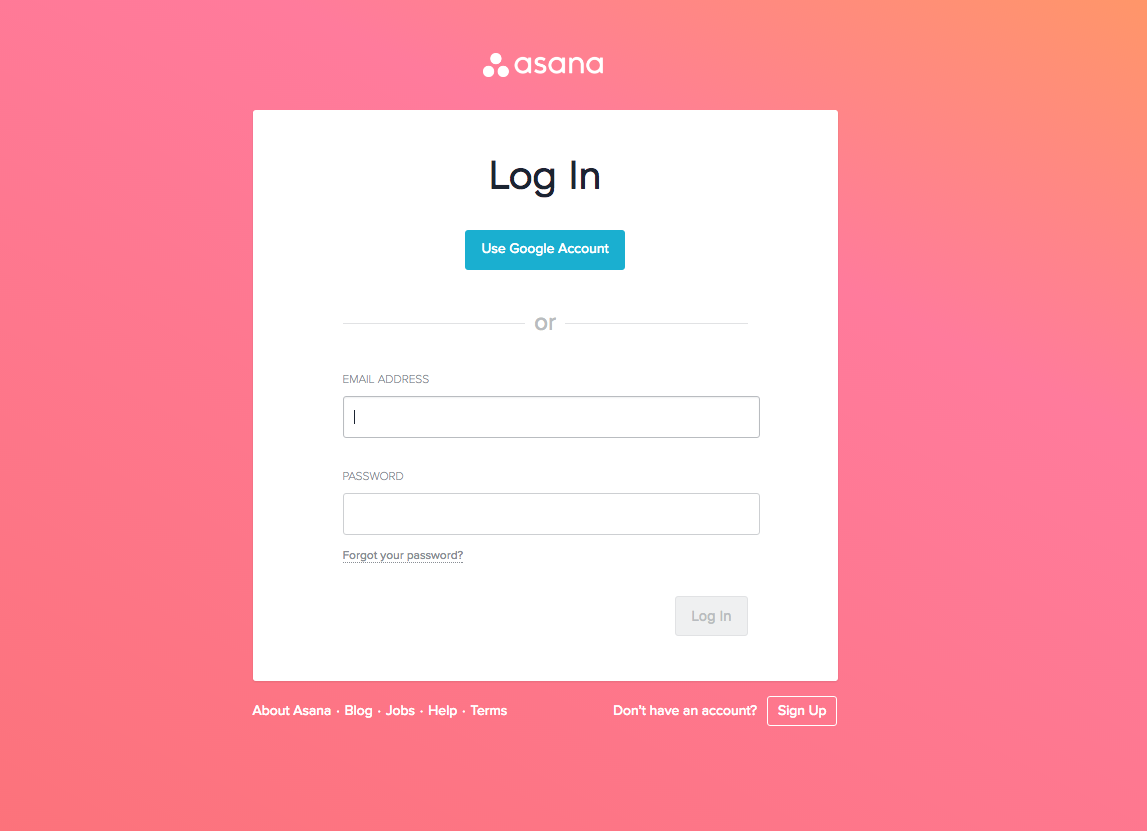 asana
Log In
Use Google Account
or
EMAIL ADDRESS
PASSWORD
Forgot your password?
Log In
About Asana · Blog · Jobs · Help · Terms
Don't have an account? Sign Up